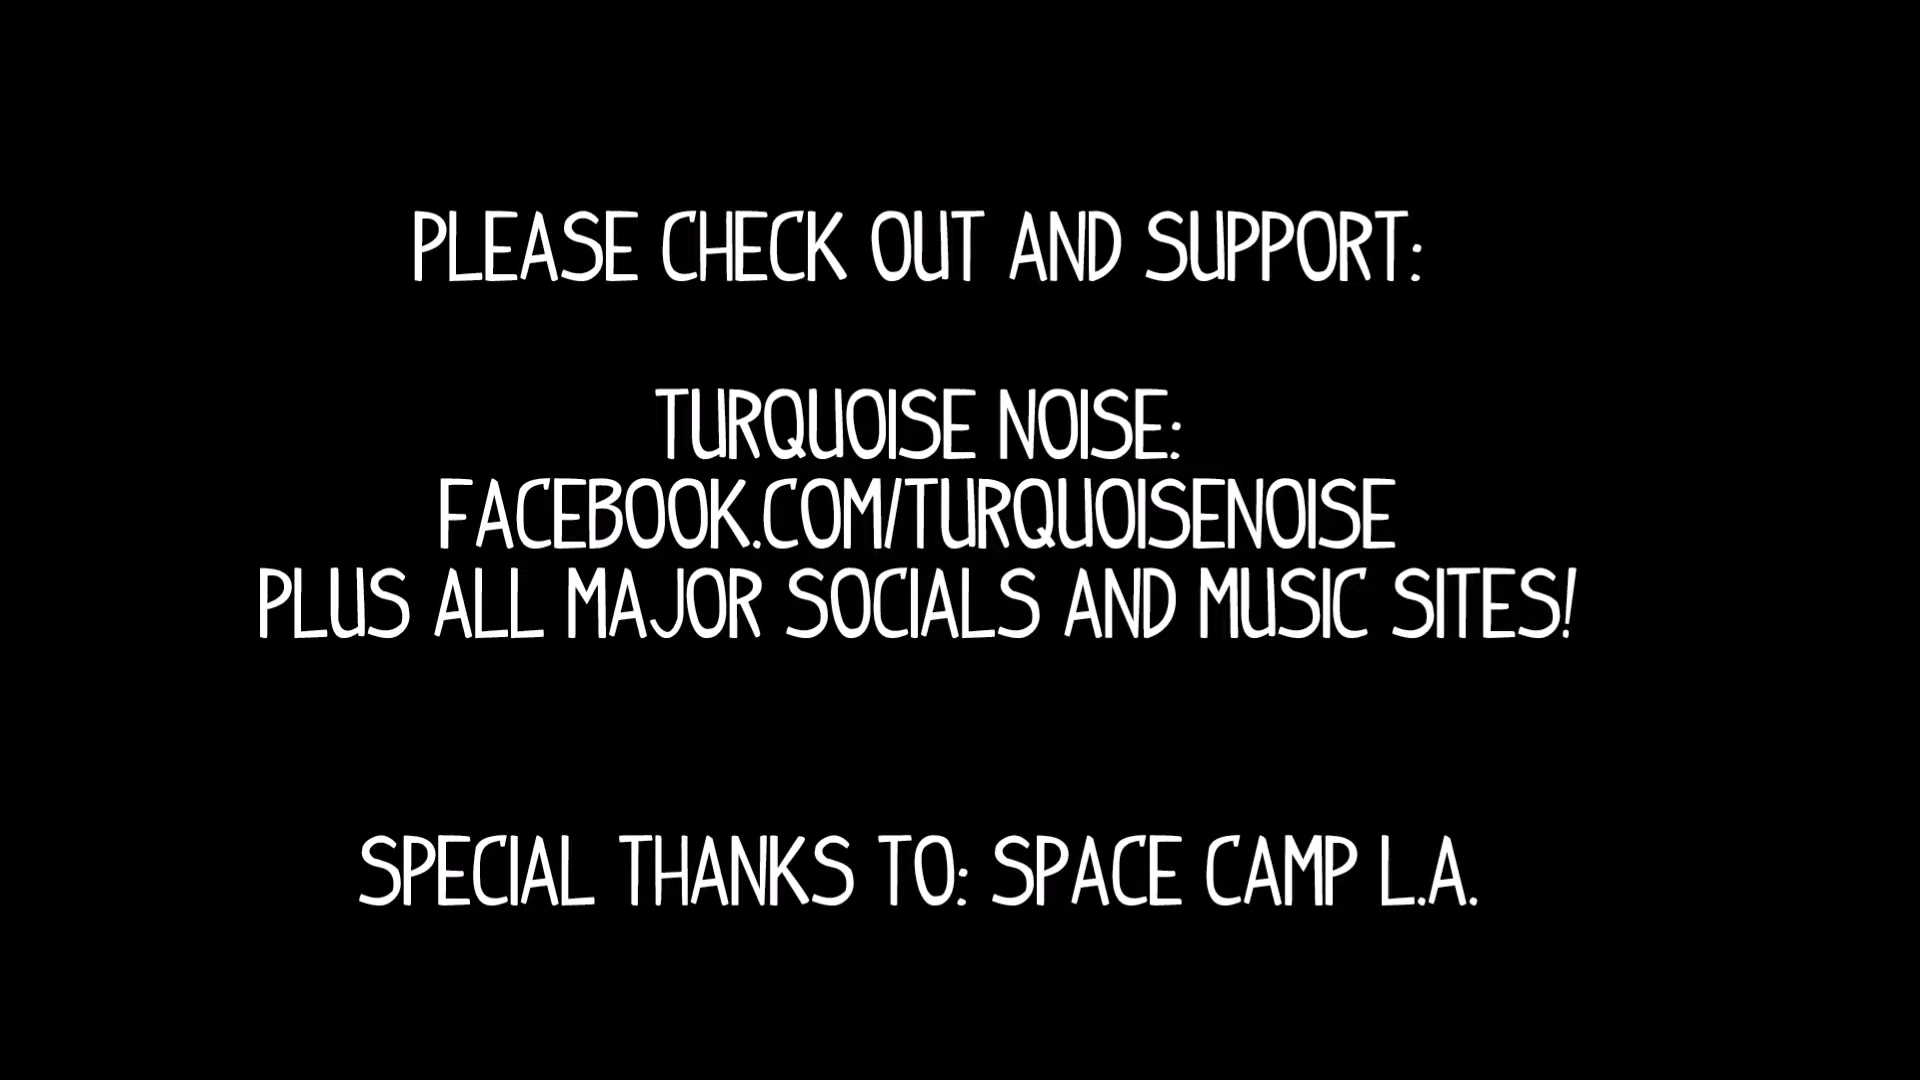 PLEASE CHECK OUT AND SUPPORT:
TURQUOISE NOISE:
FACEBOOK.COM/TURQUOISENOISE
PLUS ALL MAJOR SOCIALS AND MUSIC SITES!
SPECIAL THANKS TO: SPACE CAMP L.A.